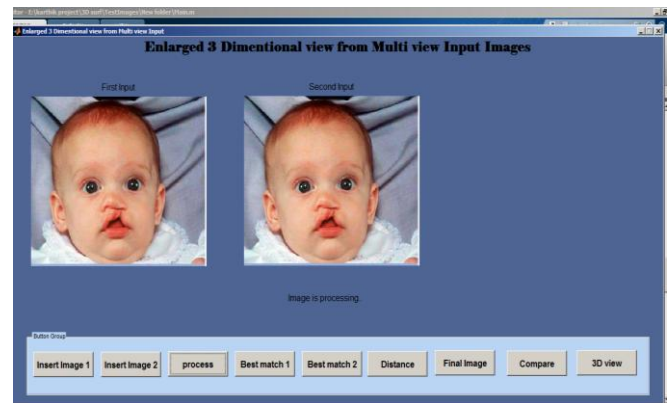 Enlarged 3 Dimentional view from Multi view Input
Enlarged 3 Dimentional view from Multi view Input Images
First Input
Second Input
Image is processing.
Button Group
Insert Image 1
Insert Image 2
process
Best match 1
Best match 2
Distance
Final Image
Compare
3D view